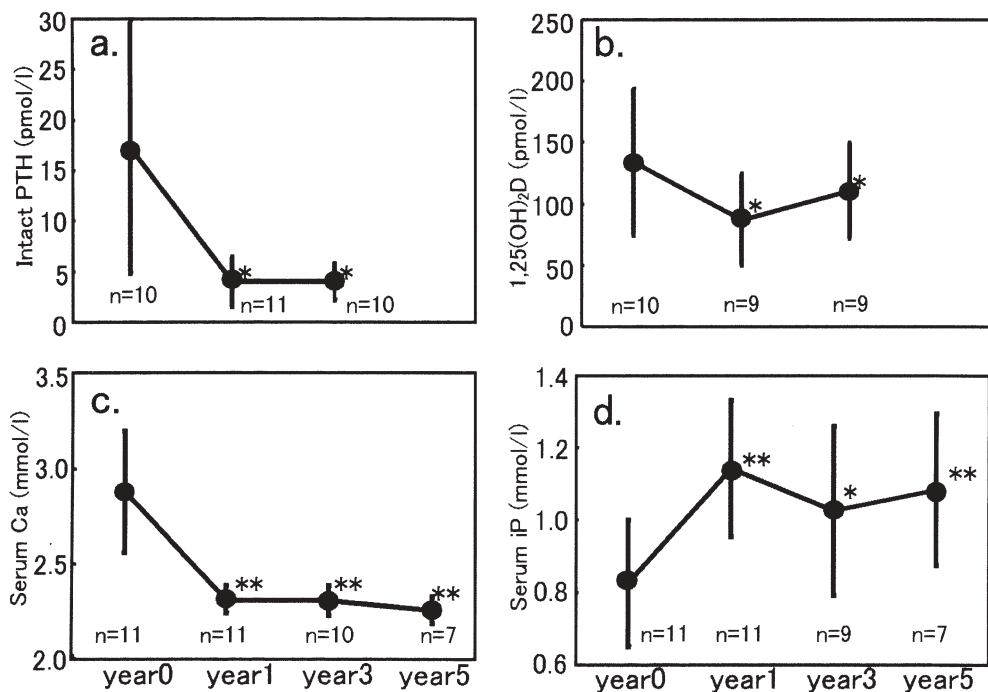 a.
Intact PTH (pmol/l)
30
25
20
15
10
5
0
* *
n=10 n=11 n=10
b.
1,25(OH)₂D (pmol/l)
250
200
150
100
50
0
* *
n=10 n=9 n=9
c.
Serum Ca (mmol/l)
3.5
3.0
2.5
2.0
** ** **
n=11 n=11 n=10 n=7
year0 year1 year3 year5
d.
Serum iP (mmol/l)
1.4
1.2
1.0
0.8
0.6
** * **
n=11 n=11 n=9 n=7
year0 year1 year3 year5